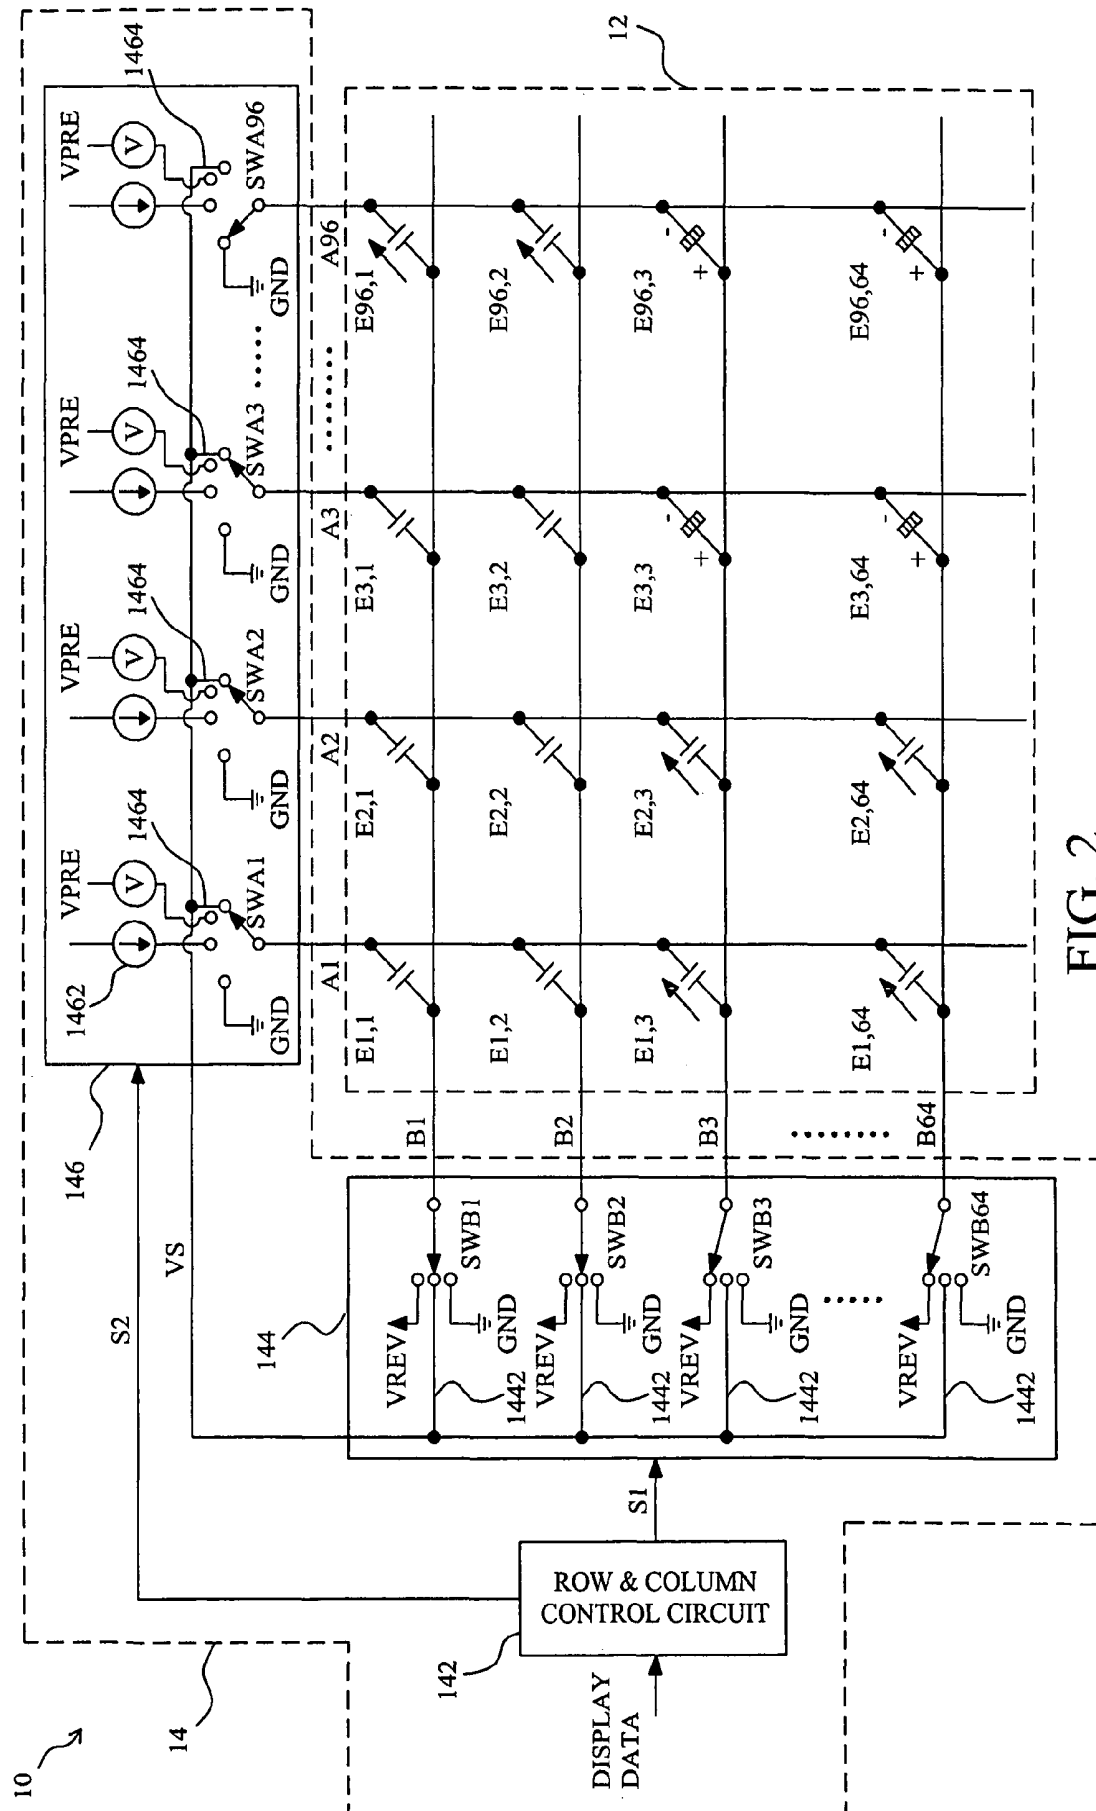 10
14
142
DISPLAY
DATA
ROW & COLUMN
CONTROL CIRCUIT
S1
S2
VS
144
146
VREV
GND
1442
SWB1
VREV
GND
1442
SWB2
VREV
GND
1442
SWB3
.....
VREV
GND
1442
SWB64
B1
B2
B3
........
B64
1462
VPRE
V
1464
SWA1
GND
VPRE
V
1464
SWA2
GND
VPRE
V
1464
SWA3
GND
.....
VPRE
V
1464
SWA96
GND
A1
A2
A3
........
A96
12
E1,1
E2,1
E3,1
E96,1
E1,2
E2,2
E3,2
E96,2
E1,3
E2,3
E3,3
+ -
E96,3
+ -
E1,64
E2,64
E3,64
+ -
E96,64
+ -
FIG. 2